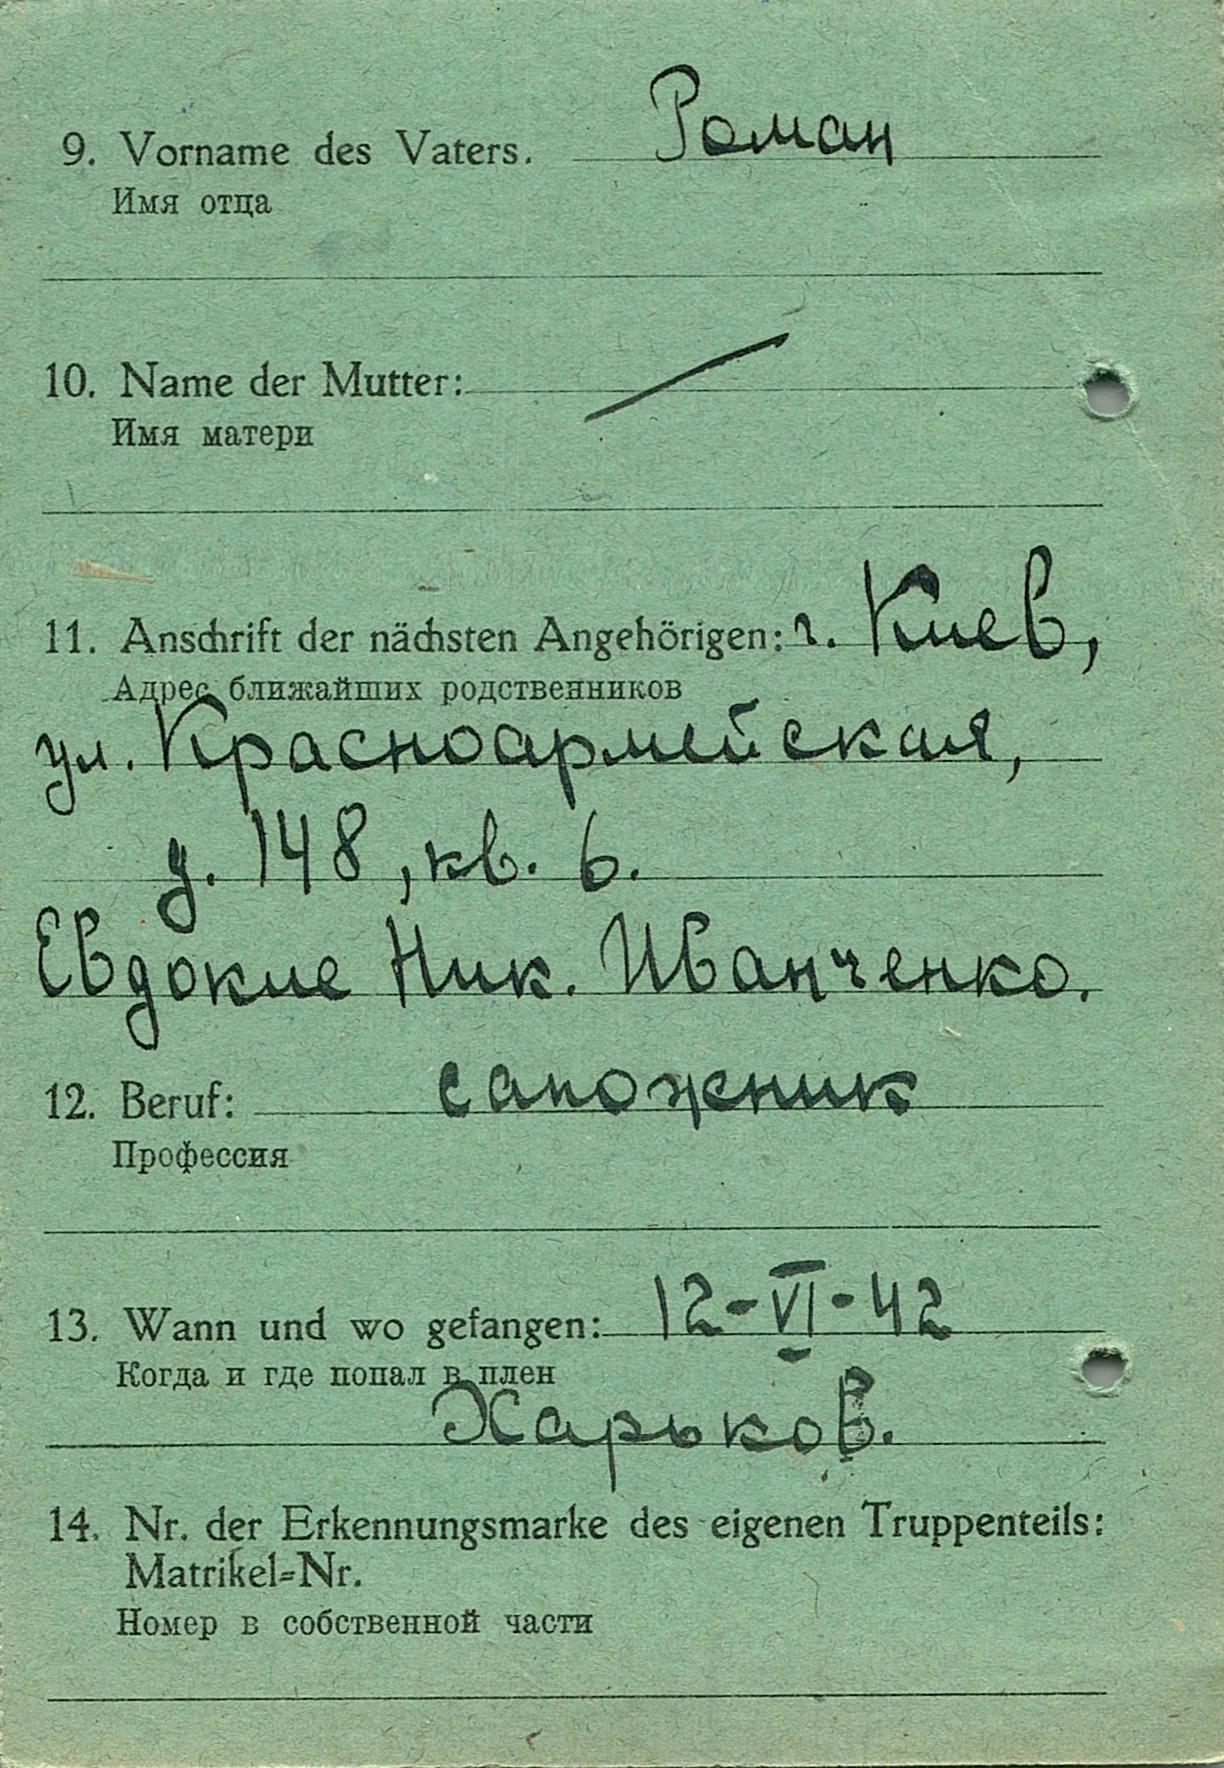 9. Vorname des Vaters. Роман
Имя отца
10. Name der Mutter: —
Имя матери
11. Anschrift der nächsten Angehörigen: г. Киев,
Адрес ближайших родственников
ул. Красноармейская,
д. 148, кв. 6.
Евдокие Ник. Иванченко.
12. Beruf: сапожник
Профессия
13. Wann und wo gefangen: 12-VI-42
Когда и где попал в плен
Харьков.
14. Nr. der Erkennungsmarke des eigenen Truppenteils:
Matrikel=Nr.
Номер в собственной части